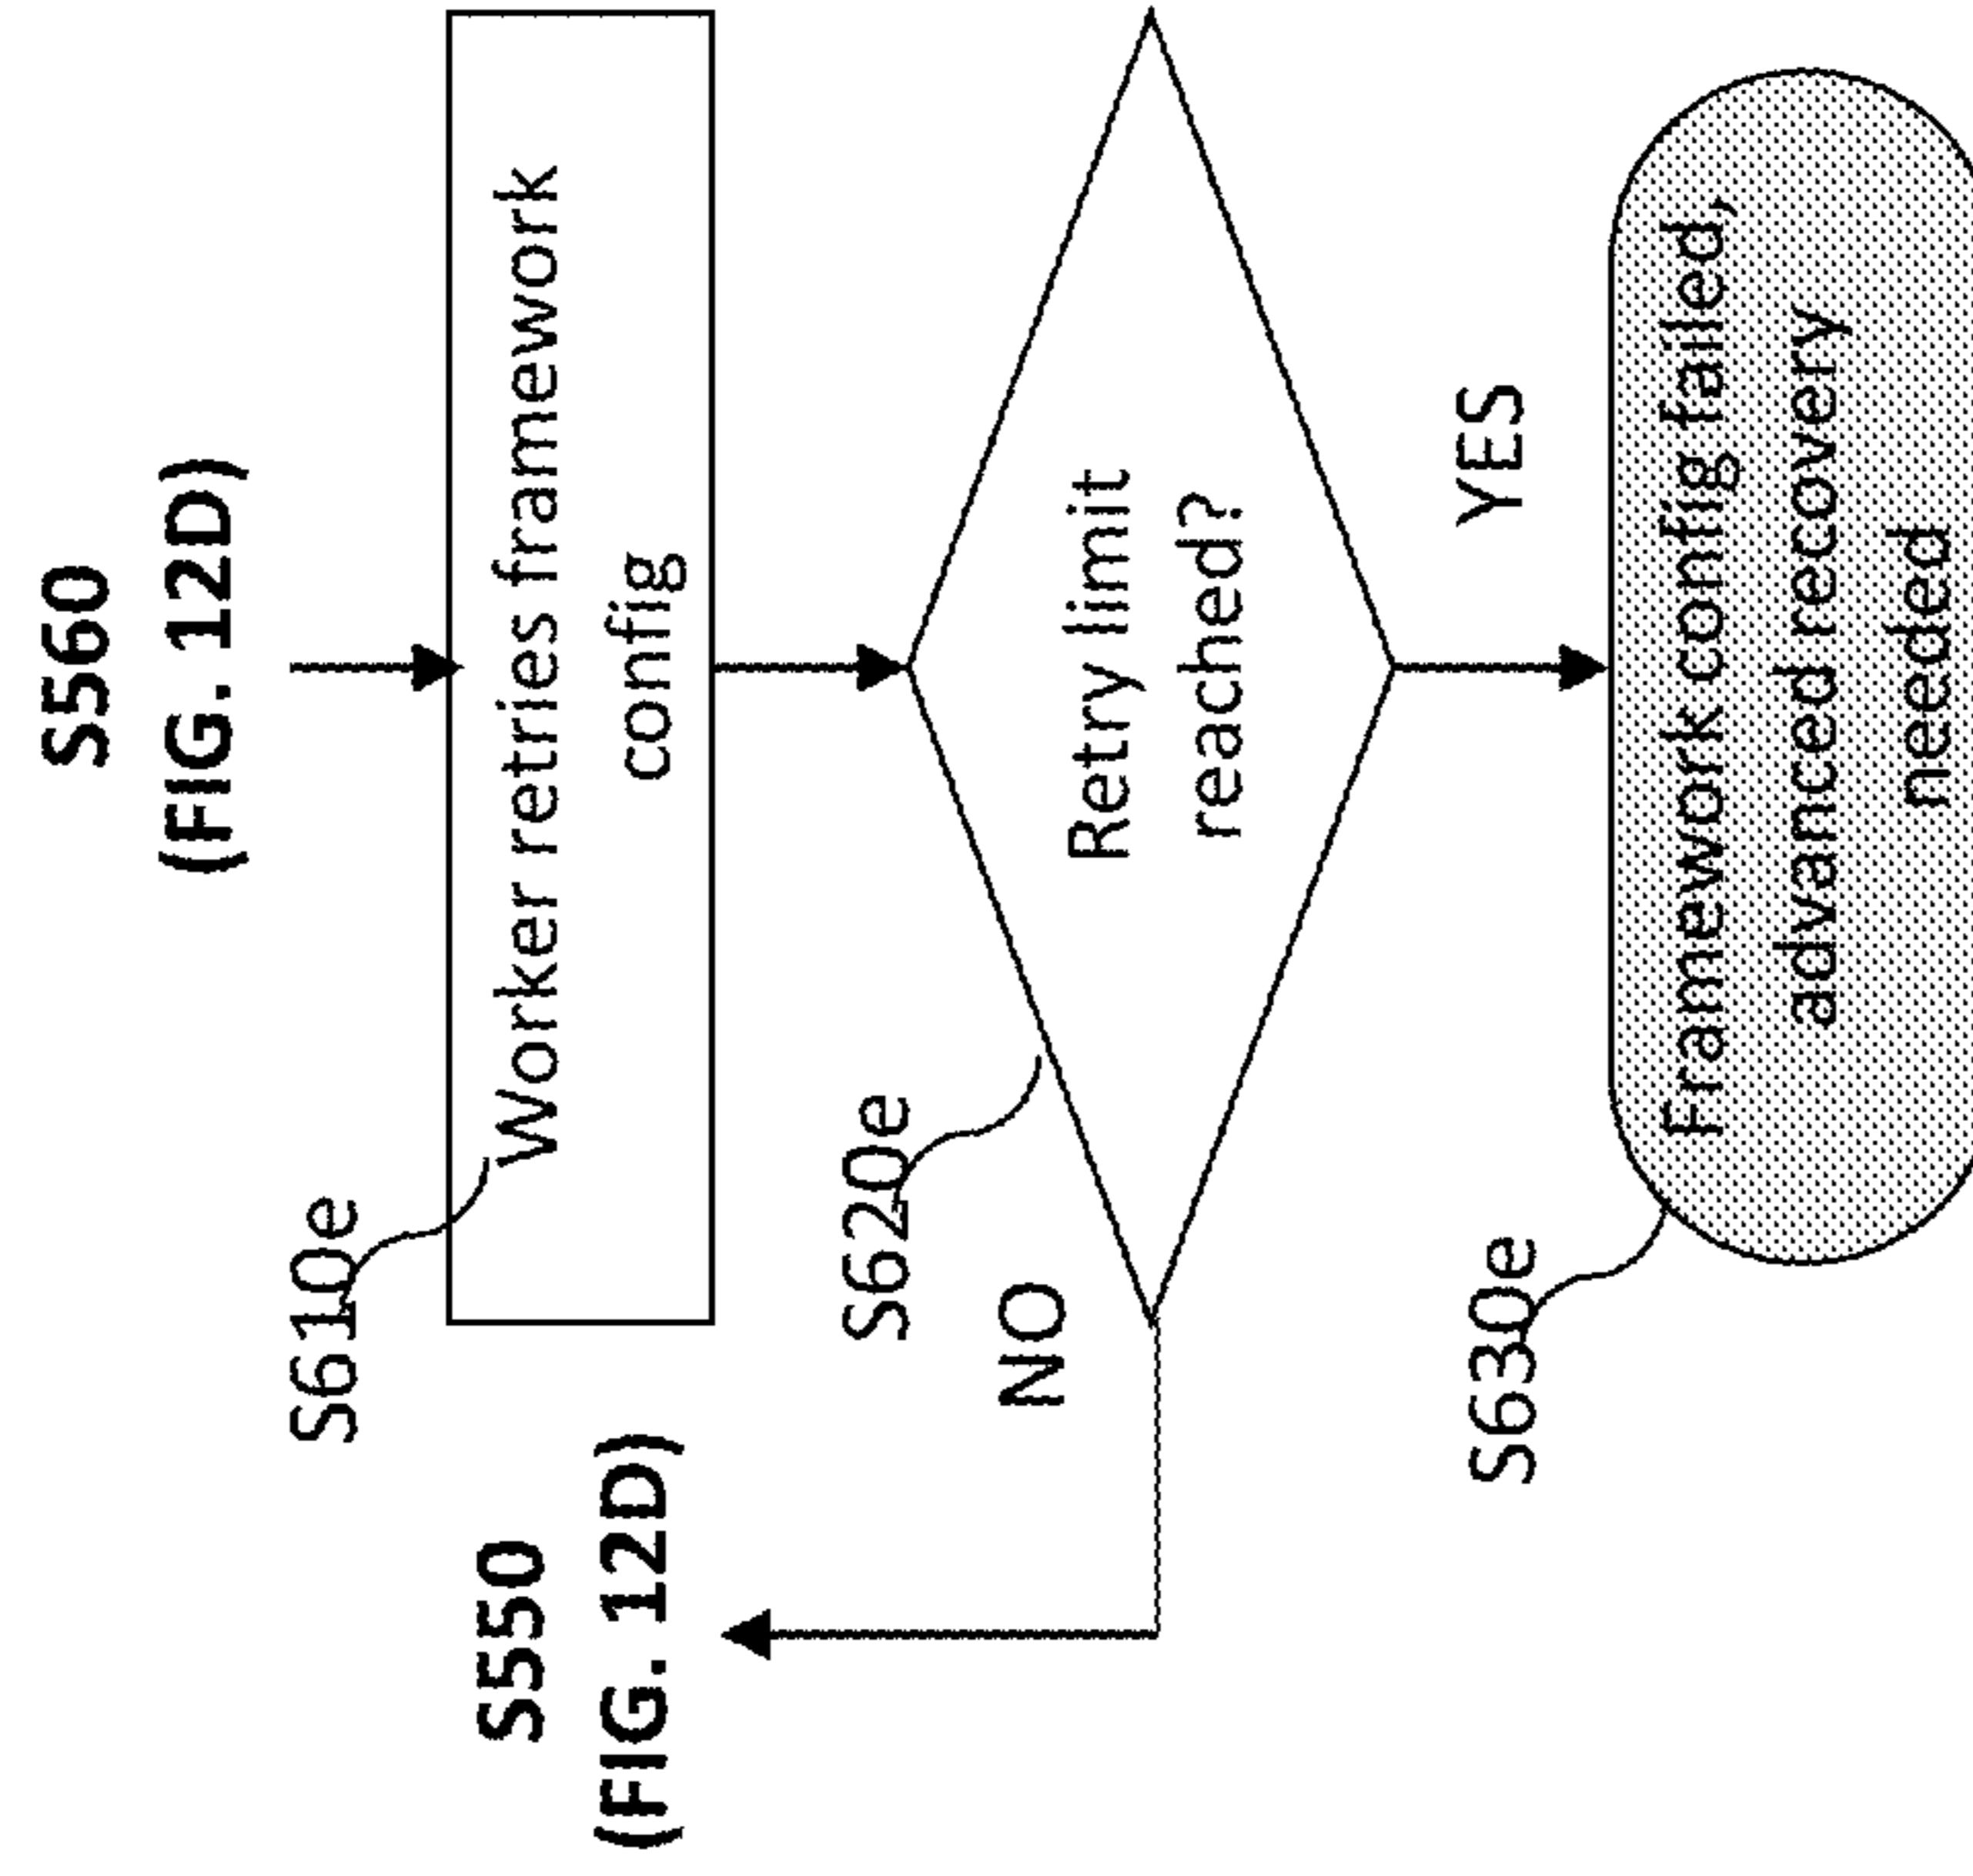 S560
(FIG. 12D)
S610e
Worker retries framework
config
S550
(FIG. 12D)
S620e
NO
Retry limit
reached?
YES
S630e
Framework config failed,
advanced recovery
needed